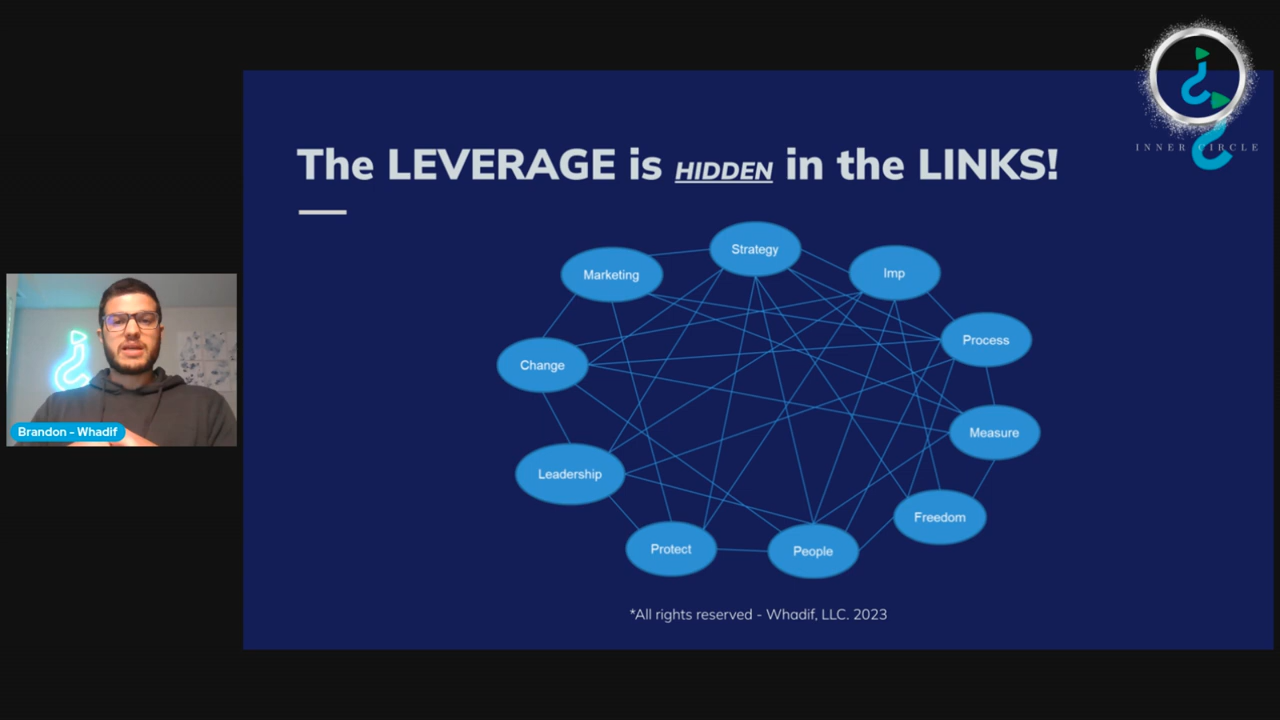 INNER CIRCLE
The LEVERAGE is HIDDEN in the LINKS!
Strategy
Marketing
Imp
Process
Change
Measure
Leadership
Freedom
Protect
People
Brandon - Whadif
*All rights reserved - Whadif, LLC. 2023